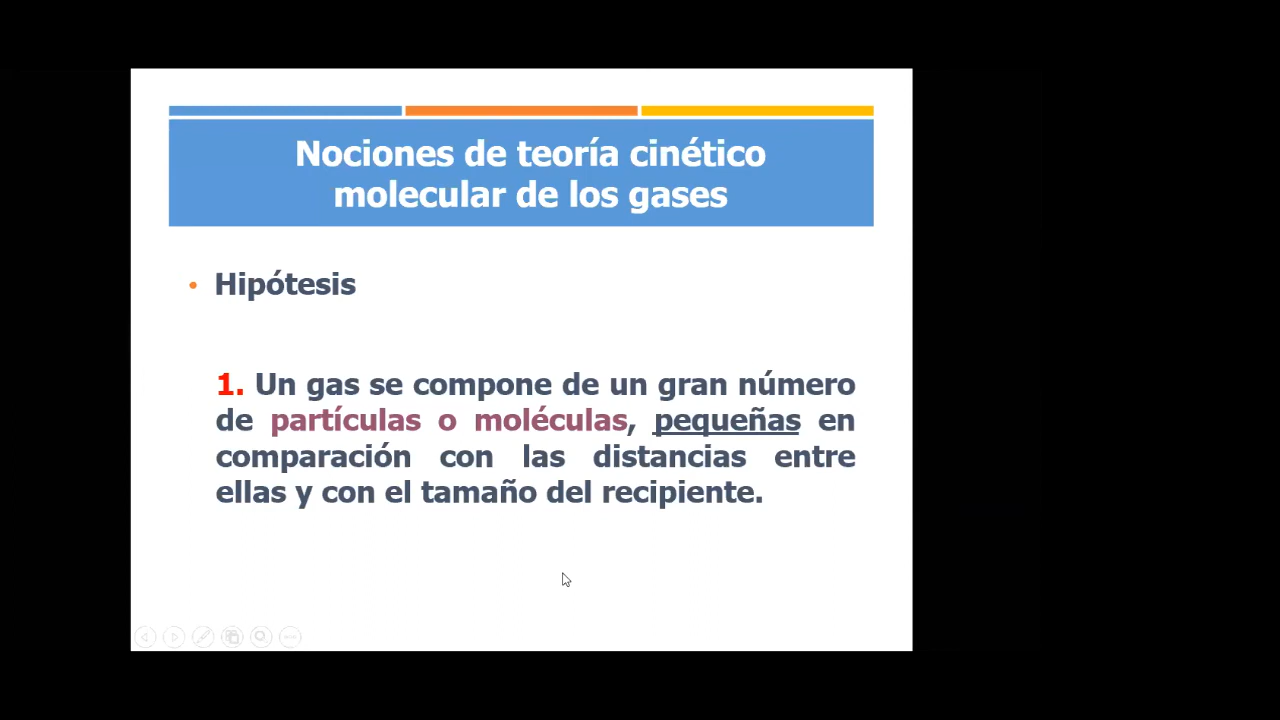 Nociones de teoría cinético
molecular de los gases
• Hipótesis
1. Un gas se compone de un gran número
de partículas o moléculas, pequeñas en
comparación con las distancias entre
ellas y con el tamaño del recipiente.